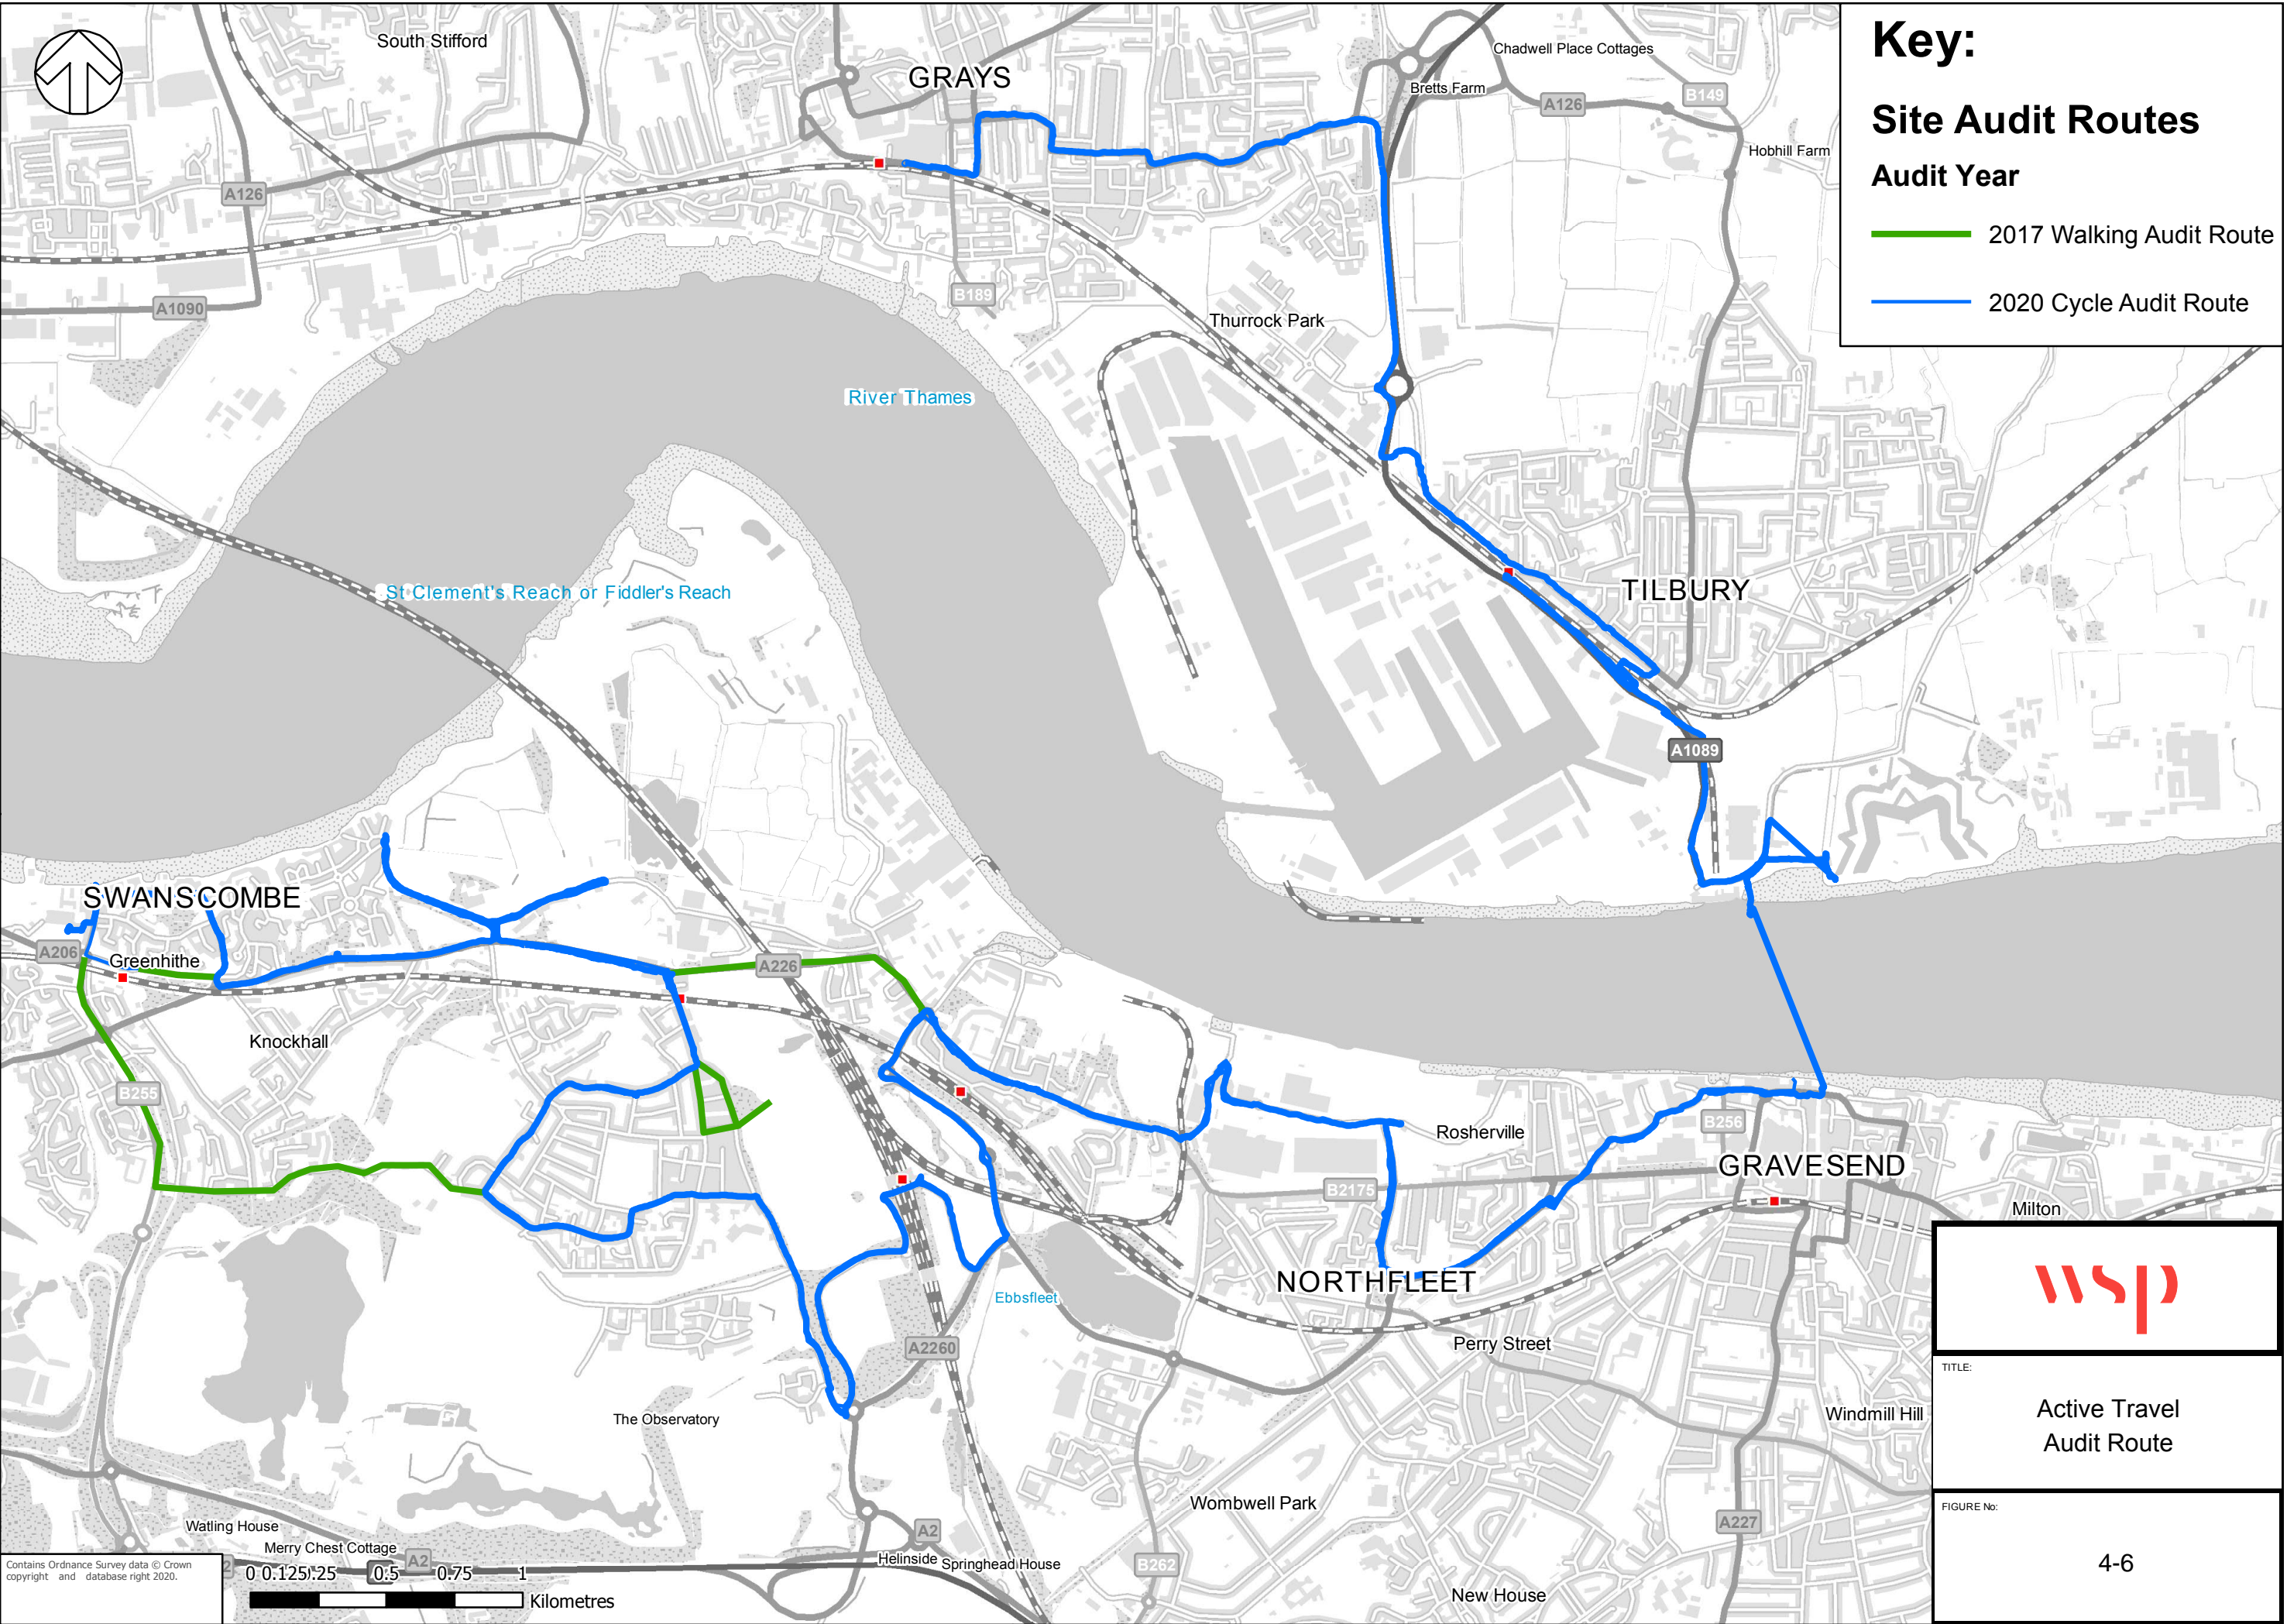 South Stifford
GRAYS
Chadwell Place Cottages
Bretts Farm
A126
B149
Hobhill Farm
A126
A1090
B189
Thurrock Park
River Thames
St Clement's Reach or Fiddler's Reach
TILBURY
A1089
SWANSCOMBE
A206
Greenhithe
A226
Knockhall
B255
Rosherville
B256
GRAVESEND
B2175
Milton
NORTHFLEET
Ebbsfleet
A2260
Perry Street
The Observatory
Windmill Hill
Wombwell Park
Watling House
Merry Chest Cottage
A2
A2
Helinside
Springhead House
B262
A227
New House
Key:
Site Audit Routes
Audit Year
2017 Walking Audit Route
2020 Cycle Audit Route
wsp
TITLE:
Active Travel
Audit Route
FIGURE No:
4-6
Contains Ordnance Survey data © Crown
copyright and database right 2020.
0 0.125 .25 0.5 0.75 1
Kilometres